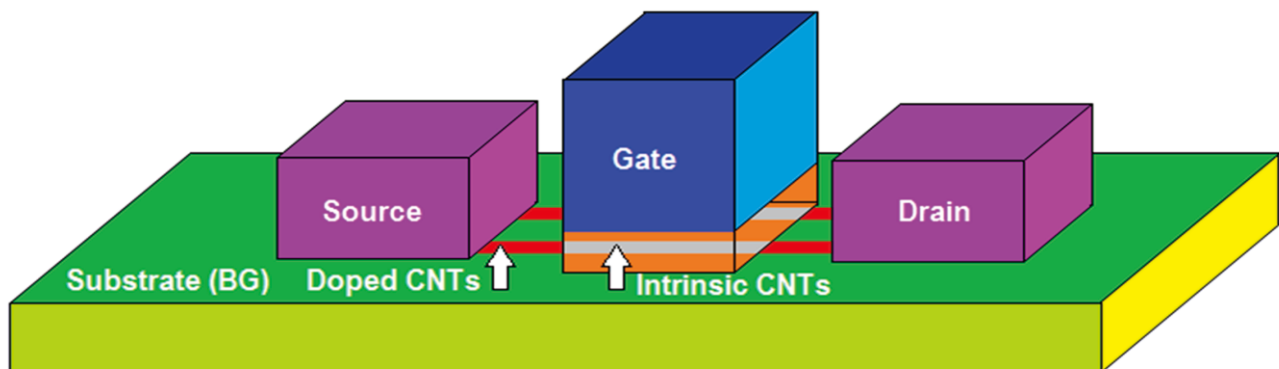 Gate
Source
Drain
Substrate (BG)
Doped CNTs
Intrinsic CNTs